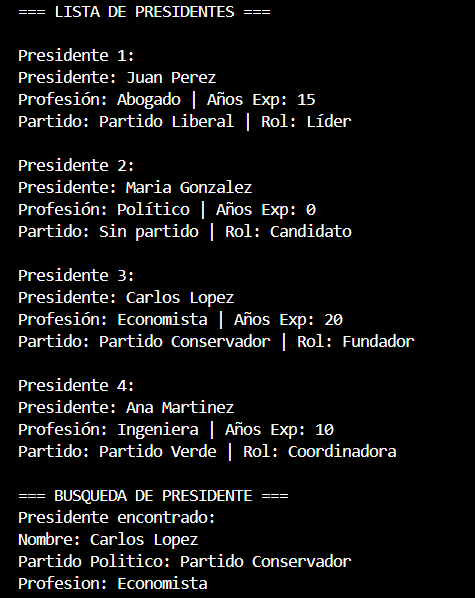 === LISTA DE PRESIDENTES ===
Presidente 1:
Presidente: Juan Perez
Profesión: Abogado | Años Exp: 15
Partido: Partido Liberal | Rol: Líder
Presidente 2:
Presidente: Maria Gonzalez
Profesión: Político | Años Exp: 0
Partido: Sin partido | Rol: Candidato
Presidente 3:
Presidente: Carlos Lopez
Profesión: Economista | Años Exp: 20
Partido: Partido Conservador | Rol: Fundador
Presidente 4:
Presidente: Ana Martinez
Profesión: Ingeniera | Años Exp: 10
Partido: Partido Verde | Rol: Coordinadora
=== BUSQUEDA DE PRESIDENTE ===
Presidente encontrado:
Nombre: Carlos Lopez
Partido Politico: Partido Conservador
Profesion: Economista